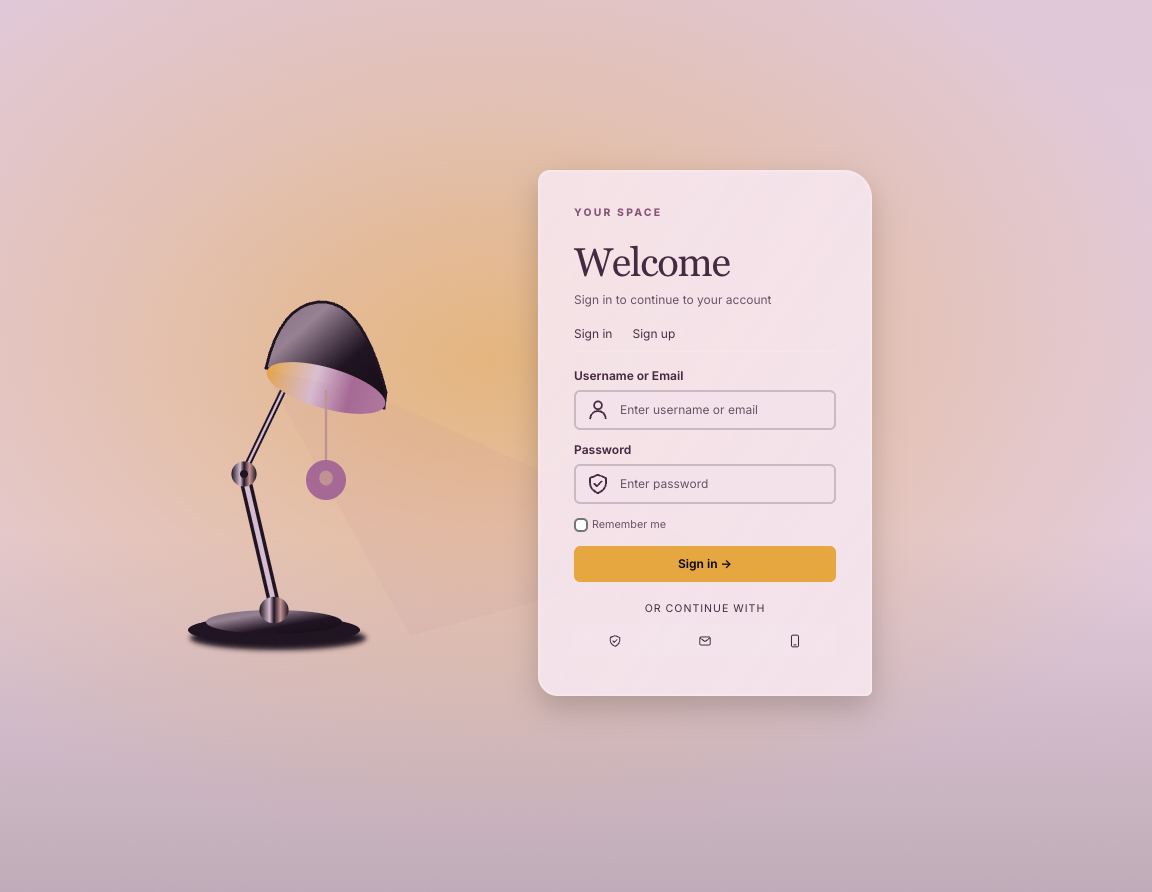 YOUR SPACE
Welcome
Sign in to continue to your account
Sign in Sign up
Username or Email
Enter username or email
Password
Enter password
Remember me
Sign in →
OR CONTINUE WITH